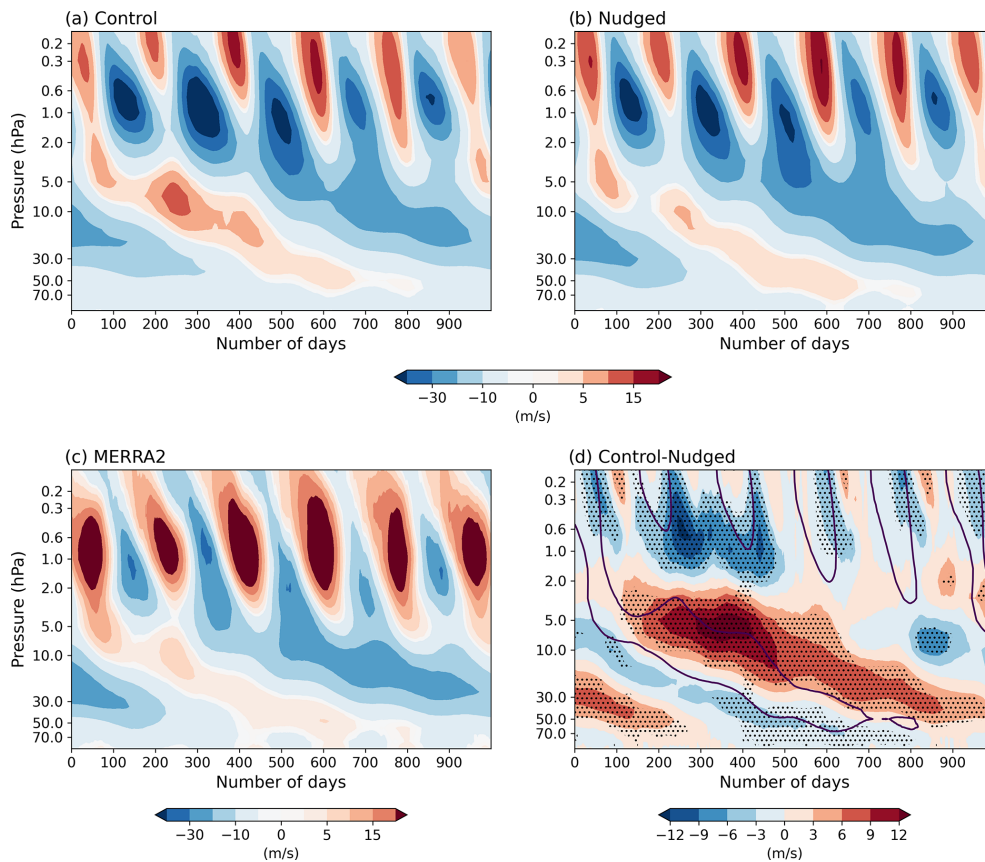 (a) Control
(b) Nudged
Pressure (hPa)
0.2
0.3
0.6
1.0
2.0
5.0
10.0
30.0
50.0
70.0
0 100 200 300 400 500 600 700 800 900
Number of days
0.2
0.3
0.6
1.0
2.0
5.0
10.0
30.0
50.0
70.0
0 100 200 300 400 500 600 700 800 900
Number of days
−30 −10 0 5 15
(m/s)
(c) MERRA2
(d) Control-Nudged
Pressure (hPa)
0.2
0.3
0.6
1.0
2.0
5.0
10.0
30.0
50.0
70.0
0 100 200 300 400 500 600 700 800 900
Number of days
0.2
0.3
0.6
1.0
2.0
5.0
10.0
30.0
50.0
70.0
0 100 200 300 400 500 600 700 800 900
Number of days
−30 −10 0 5 15
(m/s)
−12 −9 −6 −3 0 3 6 9 12
(m/s)